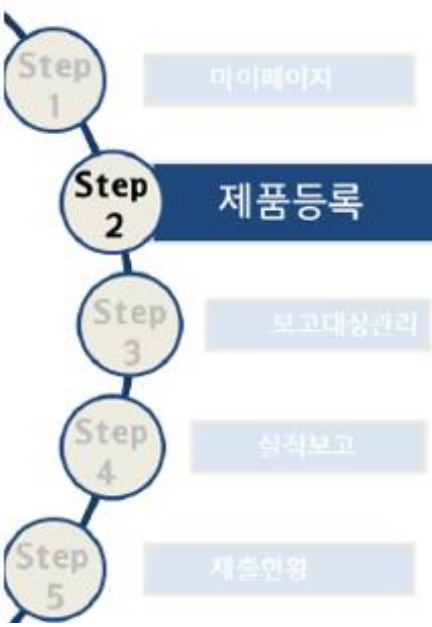 Step
1
마이페이지
Step
2
제품등록
Step
3
보고대상관리
Step
4
실적보고
Step
5
제출현황